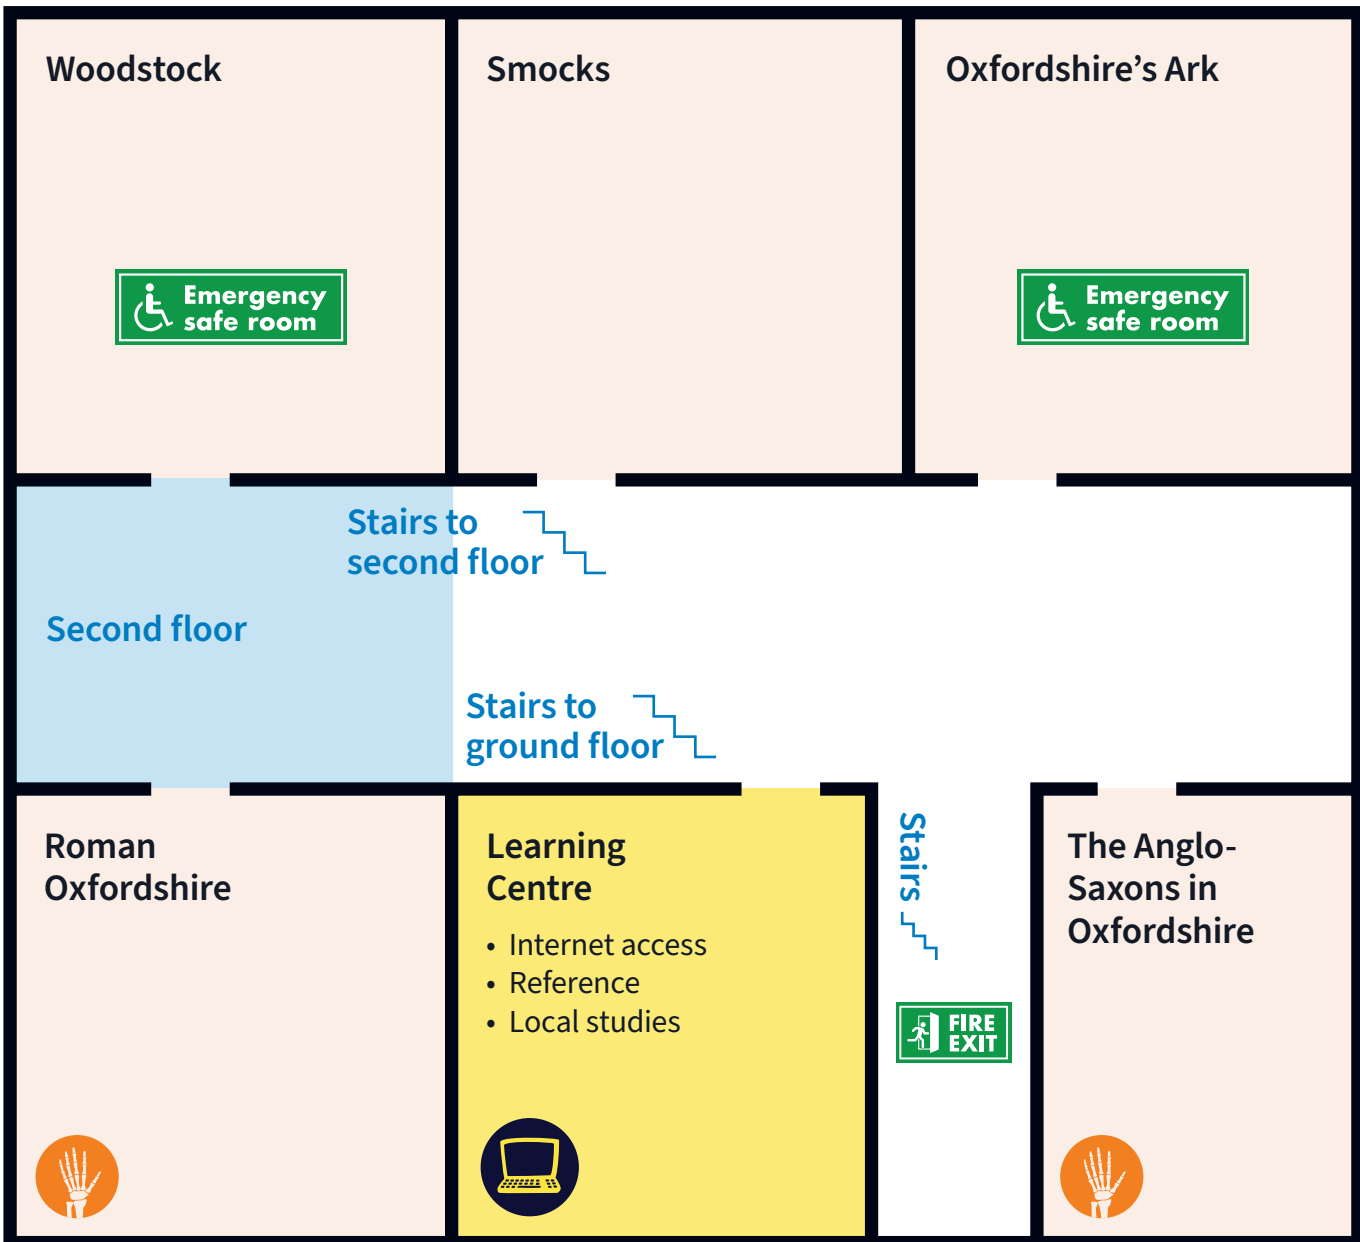 Woodstock
Smocks
Oxfordshire’s Ark
Emergency
safe room
Emergency
safe room
Stairs to
second floor
Second floor
Stairs to
ground floor
Roman
Oxfordshire
Learning
Centre
• Internet access
• Reference
• Local studies
Stairs
FIRE
EXIT
The Anglo-
Saxons in
Oxfordshire